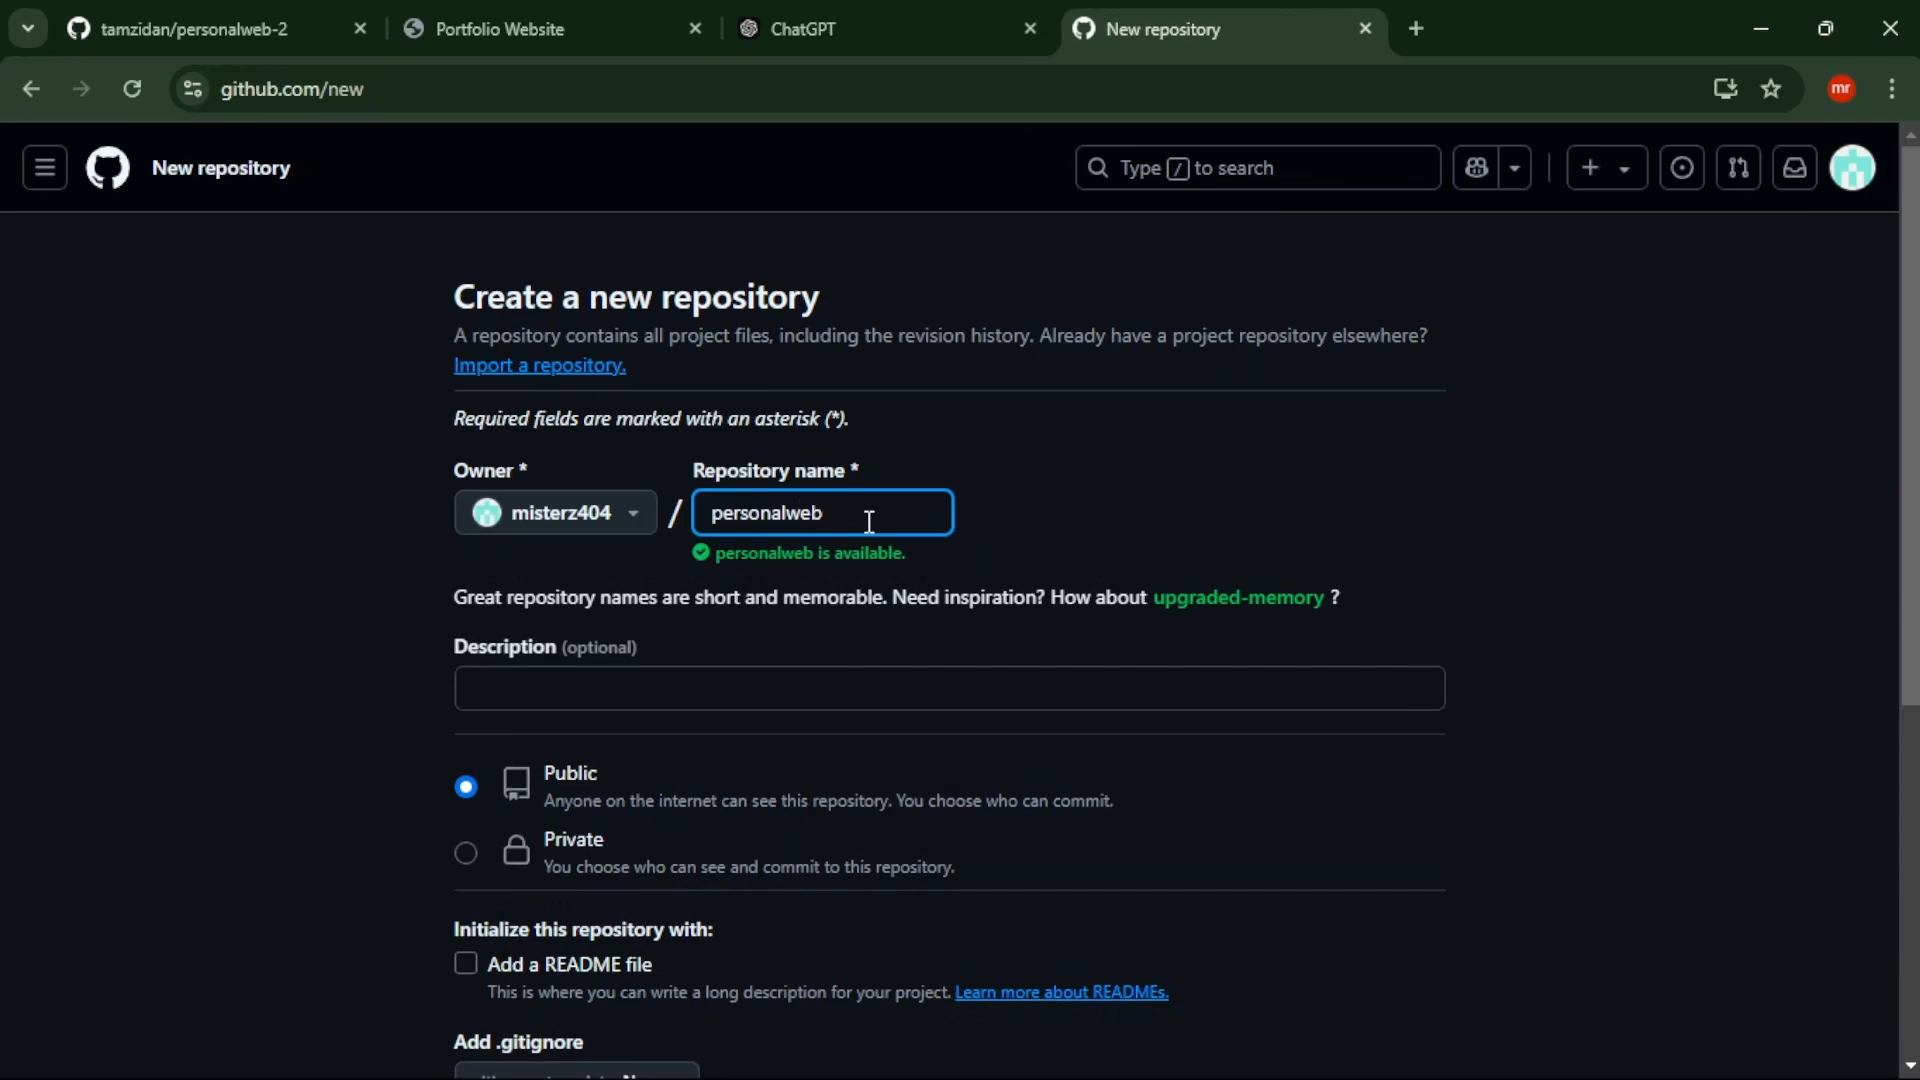 tamzidan/personalweb-2
Portfolio Website
ChatGPT
New repository
github.com/new
mr
New repository
Type / to search
Create a new repository
A repository contains all project files, including the revision history. Already have a project repository elsewhere?
Import a repository.
Required fields are marked with an asterisk (*).
Owner * Repository name *
misterz404 / personalweb
personalweb is available.
Great repository names are short and memorable. Need inspiration? How about upgraded-memory ?
Description (optional)
Public
Anyone on the internet can see this repository. You choose who can commit.
Private
You choose who can see and commit to this repository.
Initialize this repository with:
Add a README file
This is where you can write a long description for your project. Learn more about READMEs.
Add .gitignore